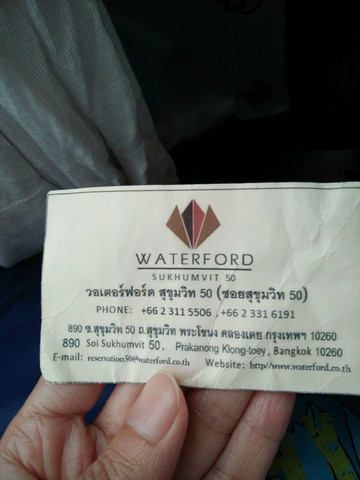 WATERFORD
SUKHUMVIT 50
วอเตอร์ฟอร์ด สุขุมวิท 50 (ซอยสุขุมวิท 50)
PHONE: +66 2 311 5506 , +66 2 331 6191
890 ซ.สุขุมวิท 50 ถ.สุขุมวิท พระโขนง คลองเตย กรุงเทพฯ 10260
890 Soi Sukhumvit 50, Prakanong Klong-toey , Bangkok 10260
E-mail: reservation50@waterford.co.th Website: http//www.waterford.co.th